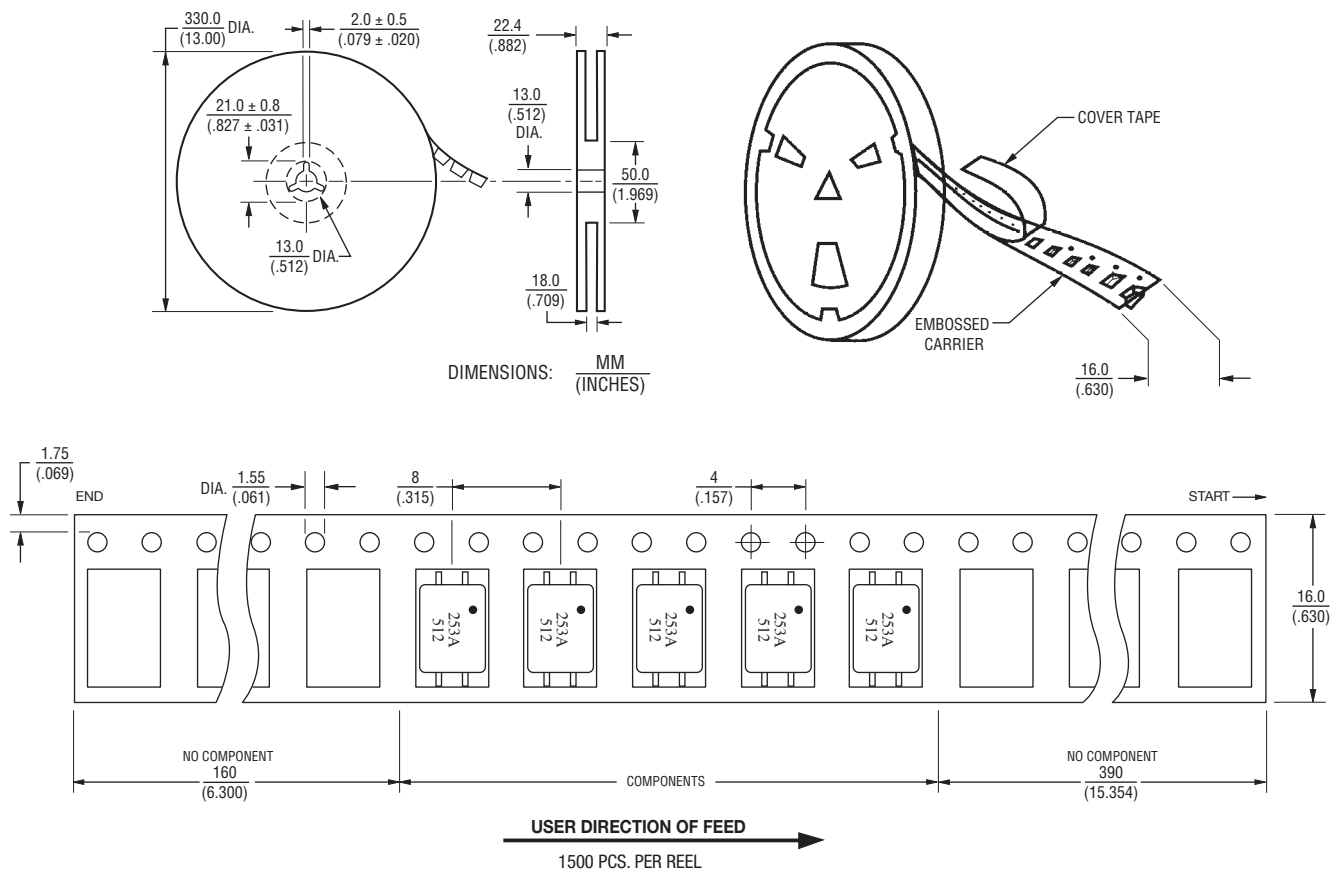 330.0
(13.00)
DIA.
2.0 ± 0.5
(.079 ± .020)
22.4
(.882)
21.0 ± 0.8
(.827 ± .031)
13.0
(.512)
DIA.
COVER TAPE
50.0
(1.969)
13.0
(.512)
DIA.
18.0
(.709)
EMBOSSED
CARRIER
DIMENSIONS:
MM
(INCHES)
16.0
(.630)
1.75
(.069)
END
DIA.
1.55
(.061)
8
(.315)
4
(.157)
START
253A
512
253A
512
253A
512
253A
512
253A
512
16.0
(.630)
NO COMPONENT
160
(6.300)
COMPONENTS
NO COMPONENT
390
(15.354)
USER DIRECTION OF FEED
1500 PCS. PER REEL